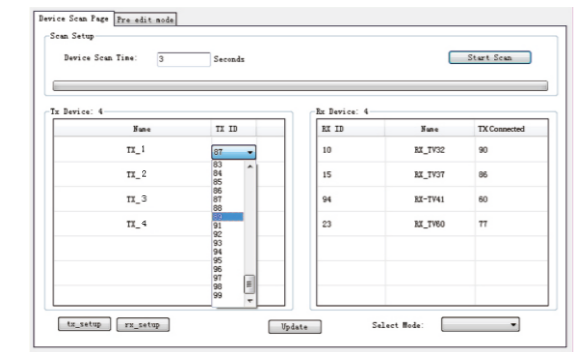 Device Scan Page Pre edit mode
Scan Setup
Device Scan Time: 3 Seconds Start Scan
Tx Device: 4
Name TX ID
TX_1 87
TX_2
TX_3
TX_4
83
84
85
86
87
88
91
92
93
94
95
96
97
98
99
Rx Device: 4
RX ID Name TX Connected
10 RX_TV32 90
15 RX_TV37 86
94 RX-TV41 60
23 RX_TV60 77
tx_setup rx_setup Update Select Mode: